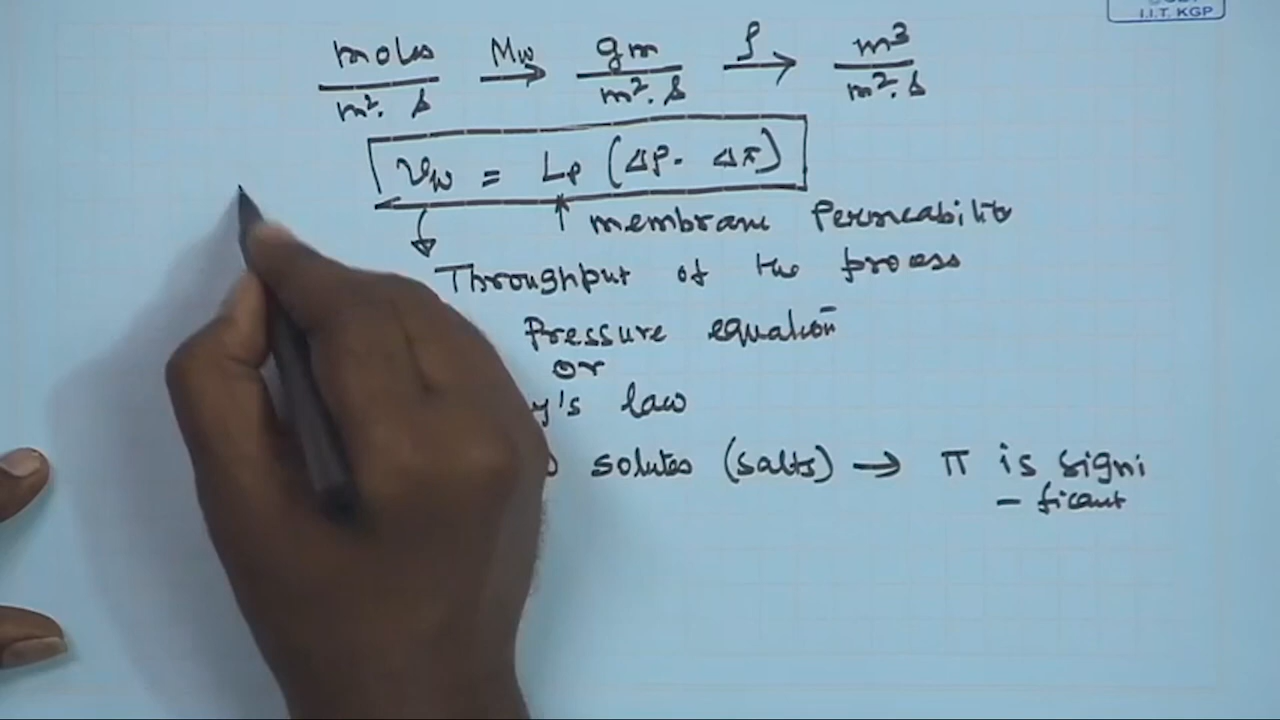 I.I.T. KGP
moles/m². s →Mw gm/m². s →ρ m³/m². s
vw = Lp (ΔP - Δπ)
↑ membrane Permeability
Throughput of the process
Pressure equation
or
y's law
solutes (salts) → π is signi
- ficant